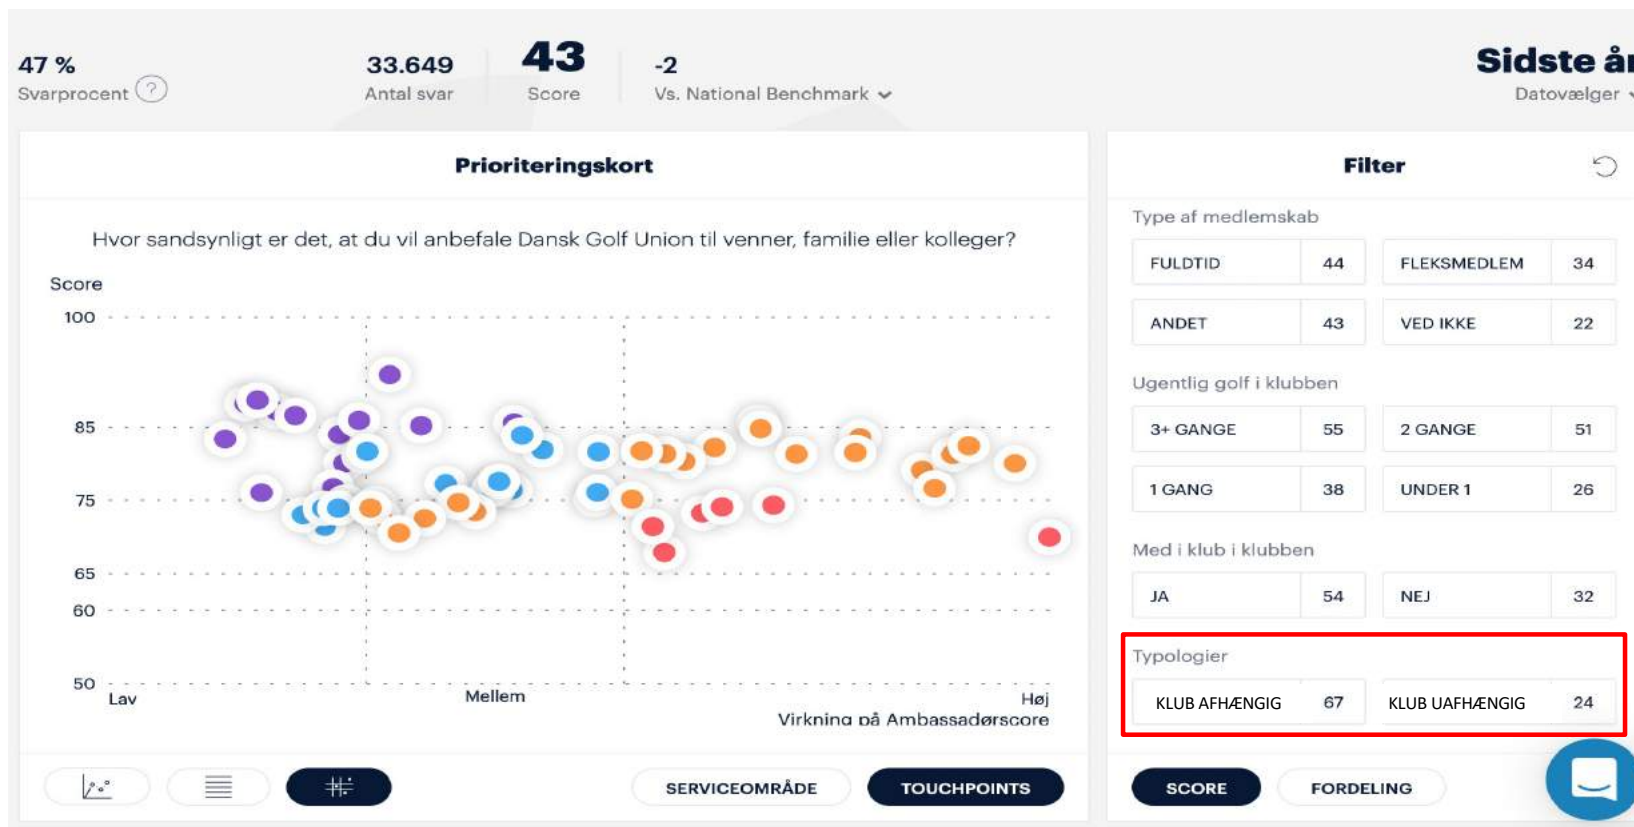 47 %
Svarprocent ?
33.649
Antal svar
43
Score
-2
Vs. National Benchmark
Sidste år
Datovælger
Prioriteringskort
Hvor sandsynligt er det, at du vil anbefale Dansk Golf Union til venner, familie eller kolleger?
Score
100
85
75
65
60
50
Lav
Mellem
Høj
Virkning på Ambassadørscore
SERVICEOMRÅDE
TOUCHPOINTS
Filter
Type af medlemskab
FULDTID 44 FLEKSMEDLEM 34
ANDET 43 VED IKKE 22
Ugentlig golf i klubben
3+ GANGE 55 2 GANGE 51
1 GANG 38 UNDER 1 26
Med i klub i klubben
JA 54 NEJ 32
Typologier
KLUB AFHÆNGIG 67 KLUB UAFHÆNGIG 24
SCORE
FORDELING